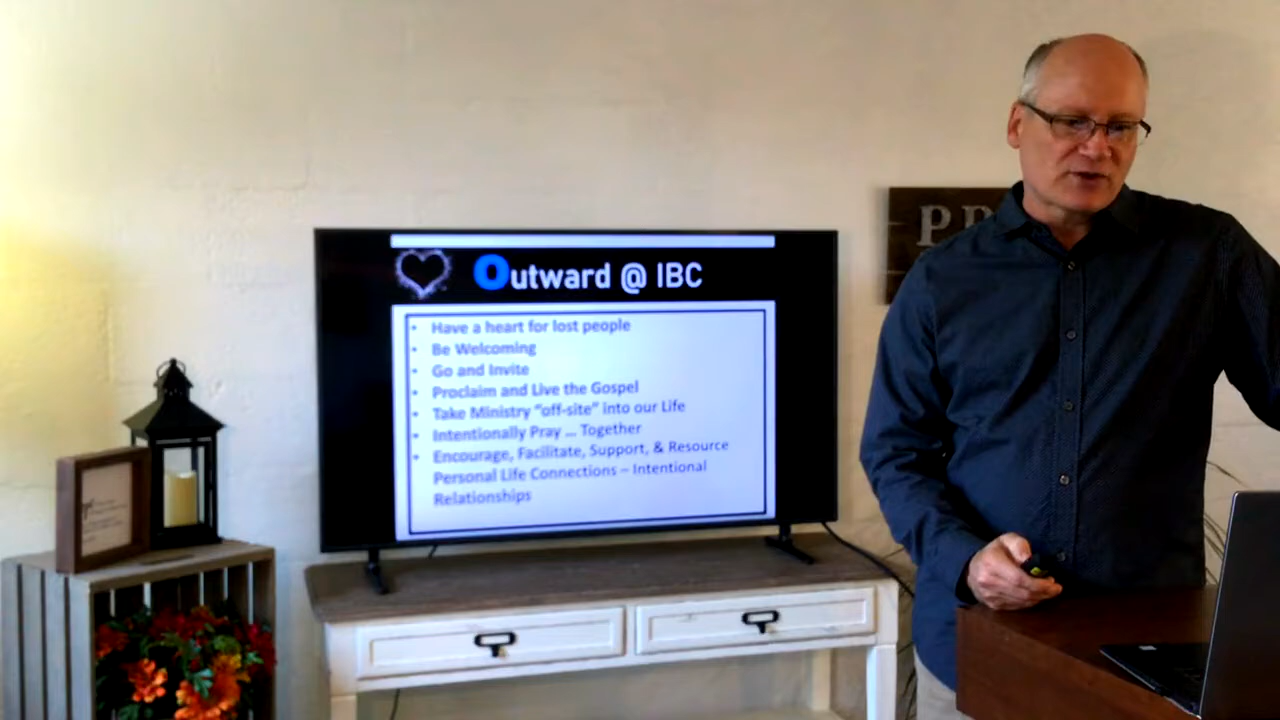 Outward @ IBC
• Have a heart for lost people
• Be Welcoming
• Go and Invite
• Proclaim and Live the Gospel
• Take Ministry “off-site” into our Life
• Intentionally Pray ... Together
• Encourage, Facilitate, Support, & Resource
Personal Life Connections – Intentional
Relationships